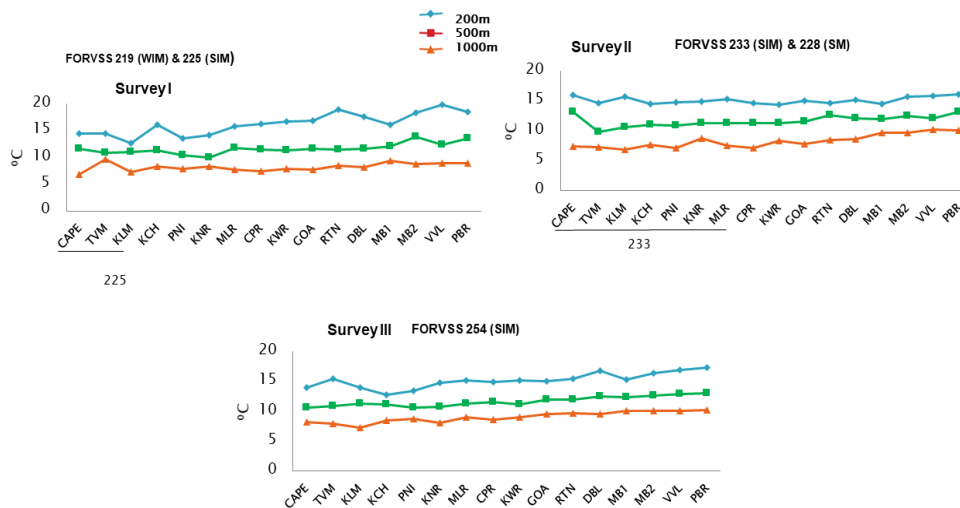 200m
500m
1000m
FORVSS 219 (WIM) & 225 (SIM)
Survey I
20
15
10
5
0
ºC
CAPE TVM KLM KCH PNI KNR MLR CPR KWR GOA RTN DBL MB1 MB2 VVL PBR
225
Survey II FORVSS 233 (SIM) & 228 (SM)
20
15
10
5
0
ºC
CAPE TVM KLM KCH PNI KNR MLR CPR KWR GOA RTN DBL MB1 MB2 VVL PBR
233
Survey III FORVSS 254 (SIM)
20
15
10
5
0
ºC
CAPE TVM KLM KCH PNI KNR MLR CPR KWR GOA RTN DBL MB1 MB2 VVL PBR